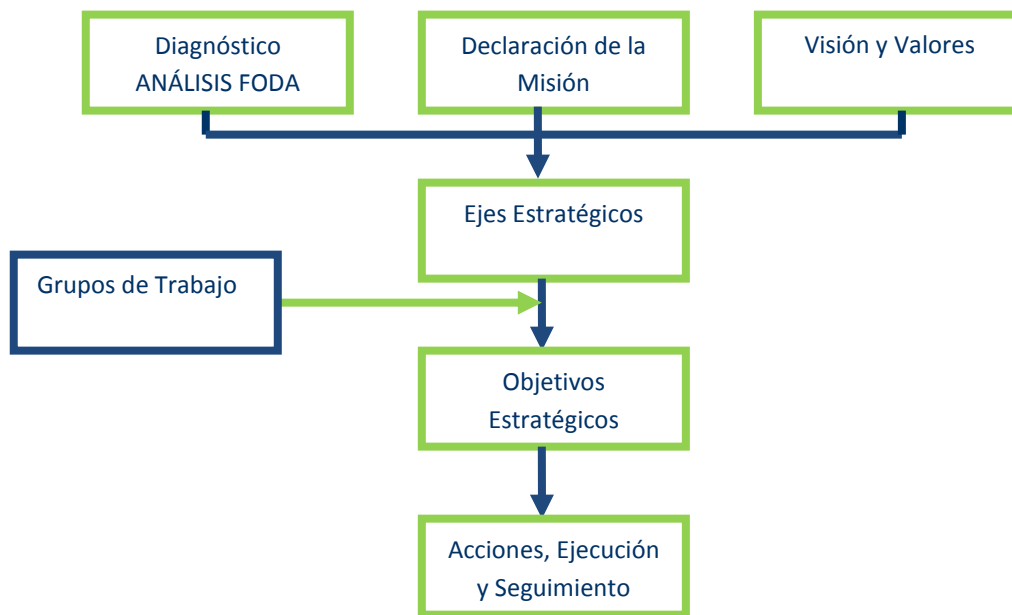 Diagnóstico
ANÁLISIS FODA
Declaración de la
Misión
Visión y Valores
Ejes Estratégicos
Grupos de Trabajo
Objetivos
Estratégicos
Acciones, Ejecución
y Seguimiento